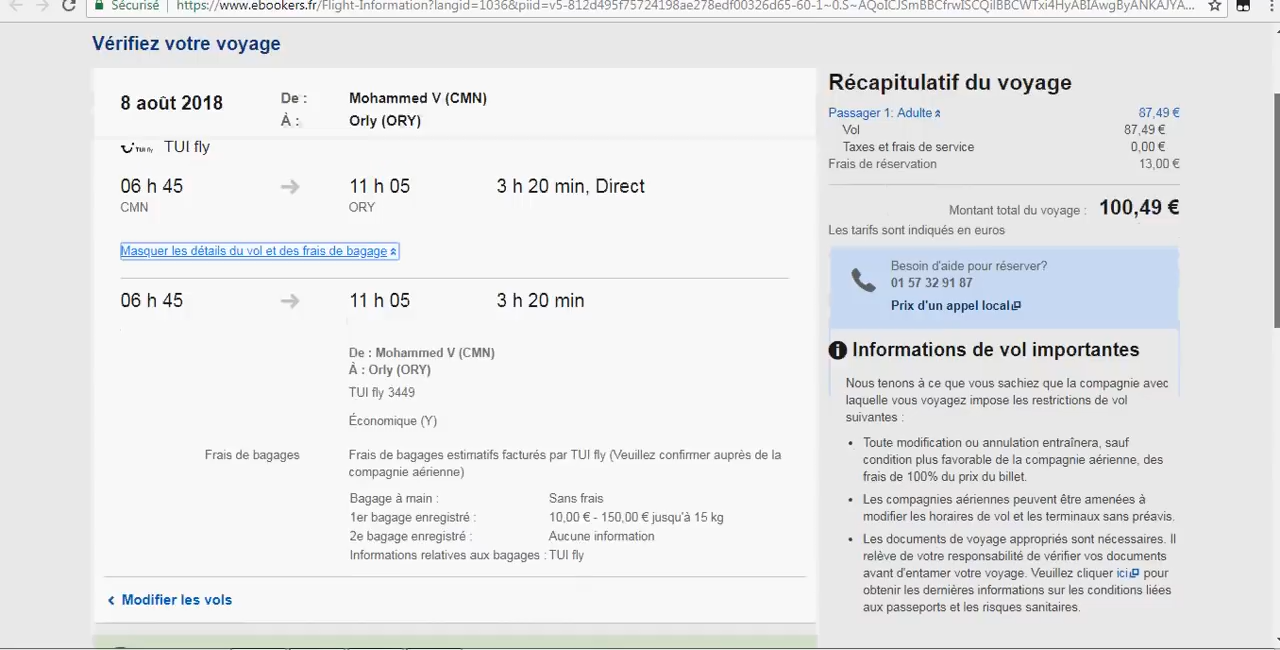 Sécurisé https://www.ebookers.fr/Flight-Information?langid=1036&piid=v5-812d495f75724198ae278edf00326d65-60-1~0.S~AQoICJSmBBCfrwISCQilBBCWTxi4HyABIAwgByANKAJYA...
Vérifiez votre voyage
8 août 2018
De : Mohammed V (CMN)
À : Orly (ORY)
TUI fly TUI fly
06 h 45 11 h 05 3 h 20 min, Direct
CMN ORY
Masquer les détails du vol et des frais de bagage
06 h 45 11 h 05 3 h 20 min
De : Mohammed V (CMN)
À : Orly (ORY)
TUI fly 3449
Économique (Y)
Frais de bagages Frais de bagages estimatifs facturés par TUI fly (Veuillez confirmer auprès de la
compagnie aérienne)
Bagage à main : Sans frais
1er bagage enregistré : 10,00 € - 150,00 € jusqu'à 15 kg
2e bagage enregistré : Aucune information
Informations relatives aux bagages : TUI fly
Modifier les vols
Récapitulatif du voyage
Passager 1: Adulte 87,49 €
Vol 87,49 €
Taxes et frais de service 0,00 €
Frais de réservation 13,00 €
Montant total du voyage : 100,49 €
Les tarifs sont indiqués en euros
Besoin d'aide pour réserver?
01 57 32 91 87
Prix d'un appel local
Informations de vol importantes
Nous tenons à ce que vous sachiez que la compagnie avec
laquelle vous voyagez impose les restrictions de vol
suivantes :
• Toute modification ou annulation entraînera, sauf
condition plus favorable de la compagnie aérienne, des
frais de 100% du prix du billet.
• Les compagnies aériennes peuvent être amenées à
modifier les horaires de vol et les terminaux sans préavis.
• Les documents de voyage appropriés sont nécessaires. Il
relève de votre responsabilité de vérifier vos documents
avant d'entamer votre voyage. Veuillez cliquer ici pour
obtenir les dernières informations sur les conditions liées
aux passeports et les risques sanitaires.